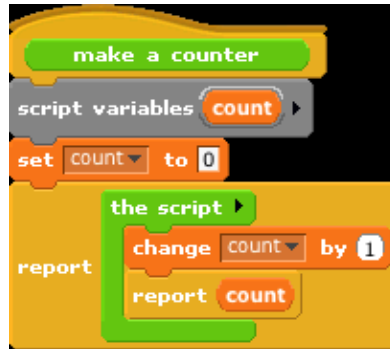 make a counter
script variables count
set count to 0
the script
change count by 1
report
report count